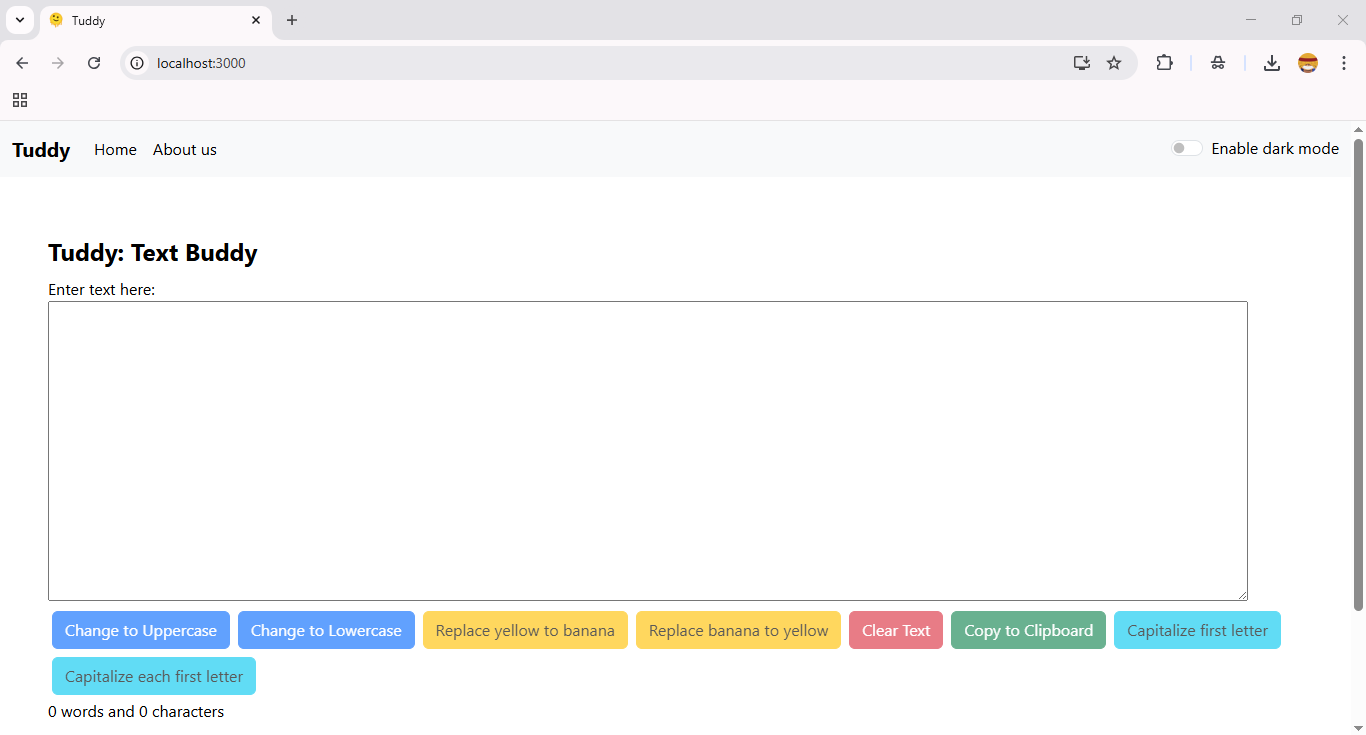 Tuddy
localhost:3000
Tuddy Home About us Enable dark mode
Tuddy: Text Buddy
Enter text here:
Change to Uppercase Change to Lowercase Replace yellow to banana Replace banana to yellow Clear Text Copy to Clipboard Capitalize first letter
Capitalize each first letter
0 words and 0 characters